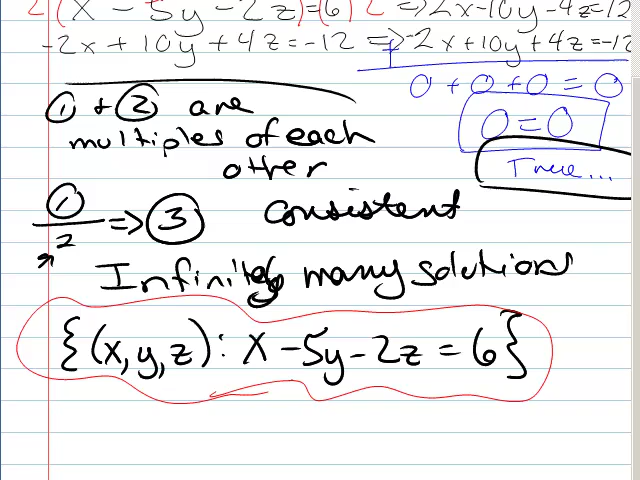 2(X - 5y - 2z)=(6)2 => 2x-10y-4z=12
-2x + 10y + 4z = -12 => -2x+10y+4z=-12
0 + 0 + 0 = 0
① + ② are
0 = 0
multiples of each
True...
other
①/2 => ③ consistent
Infinitely many solutions
{(x, y, z): X - 5y - 2z = 6}